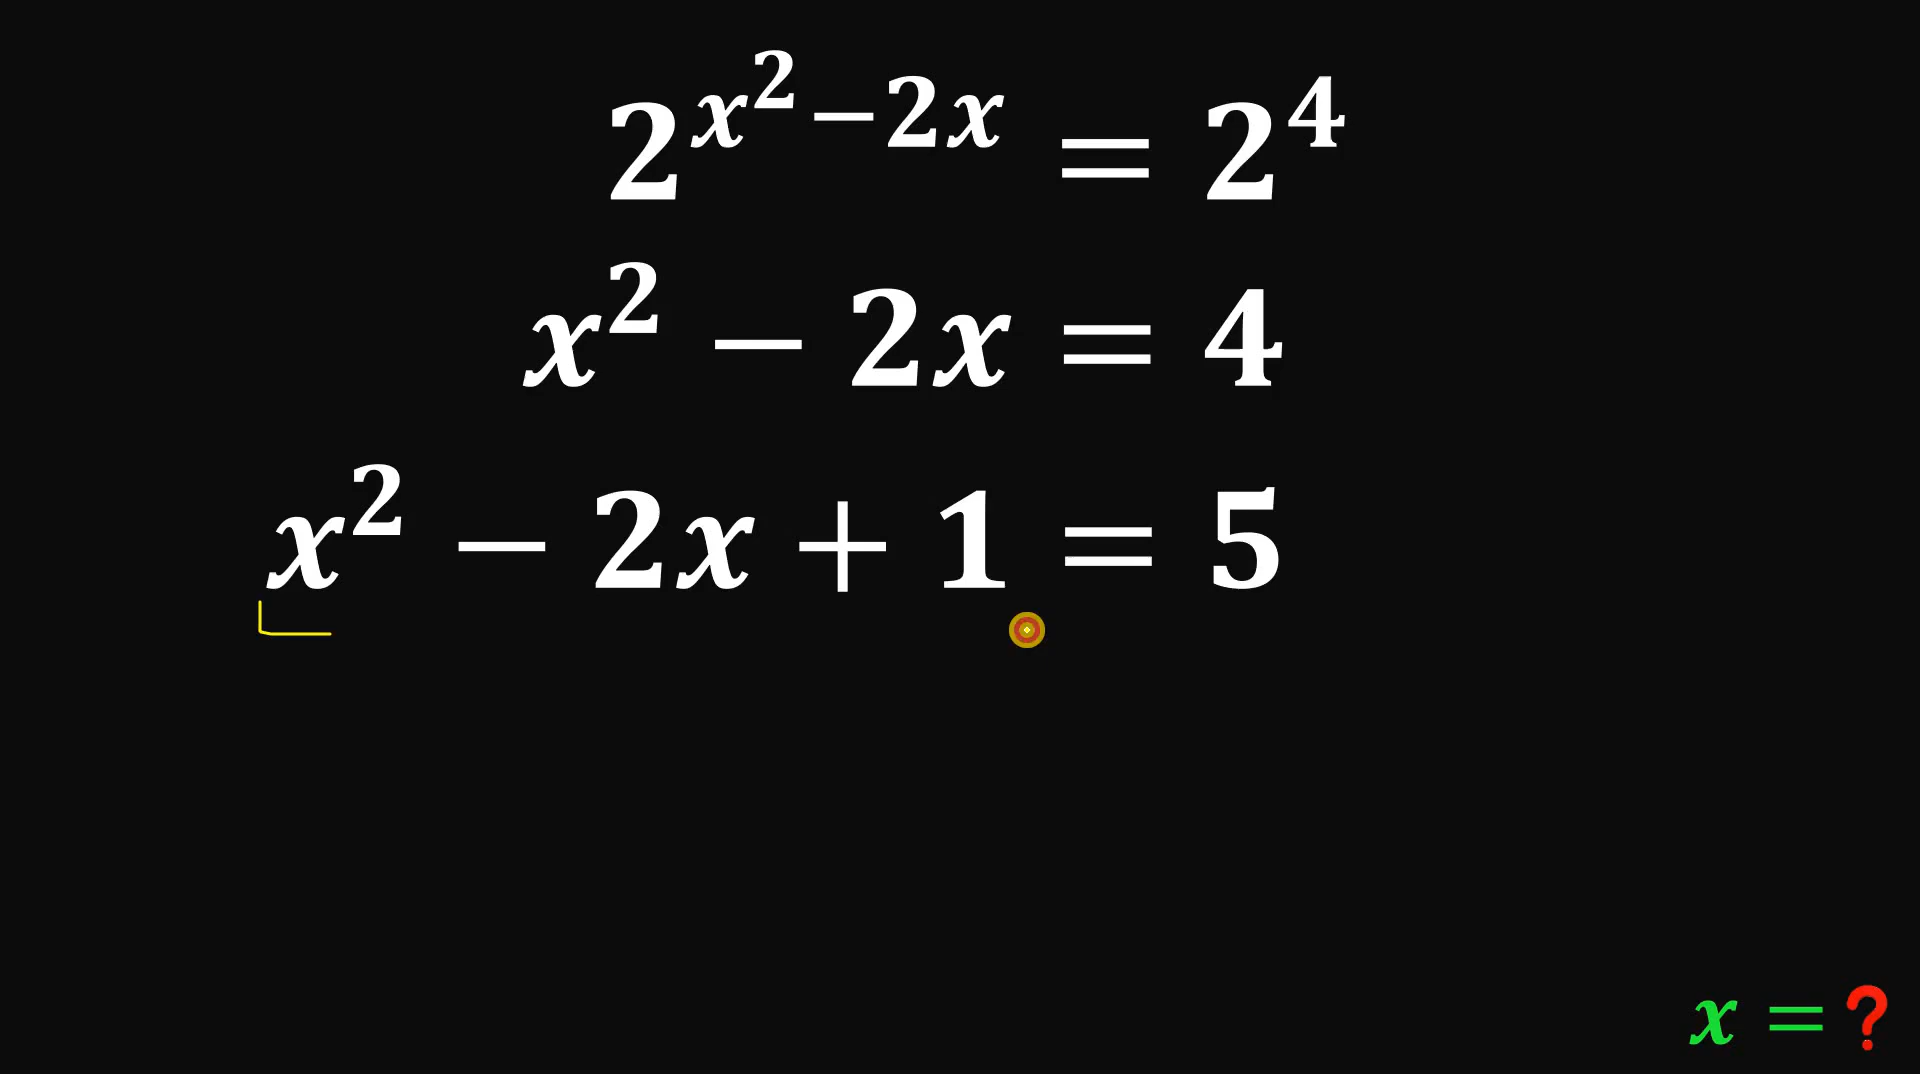 2^{x^2−2x} = 2^4
x^2 − 2x = 4
x^2 − 2x + 1 = 5
x = ?